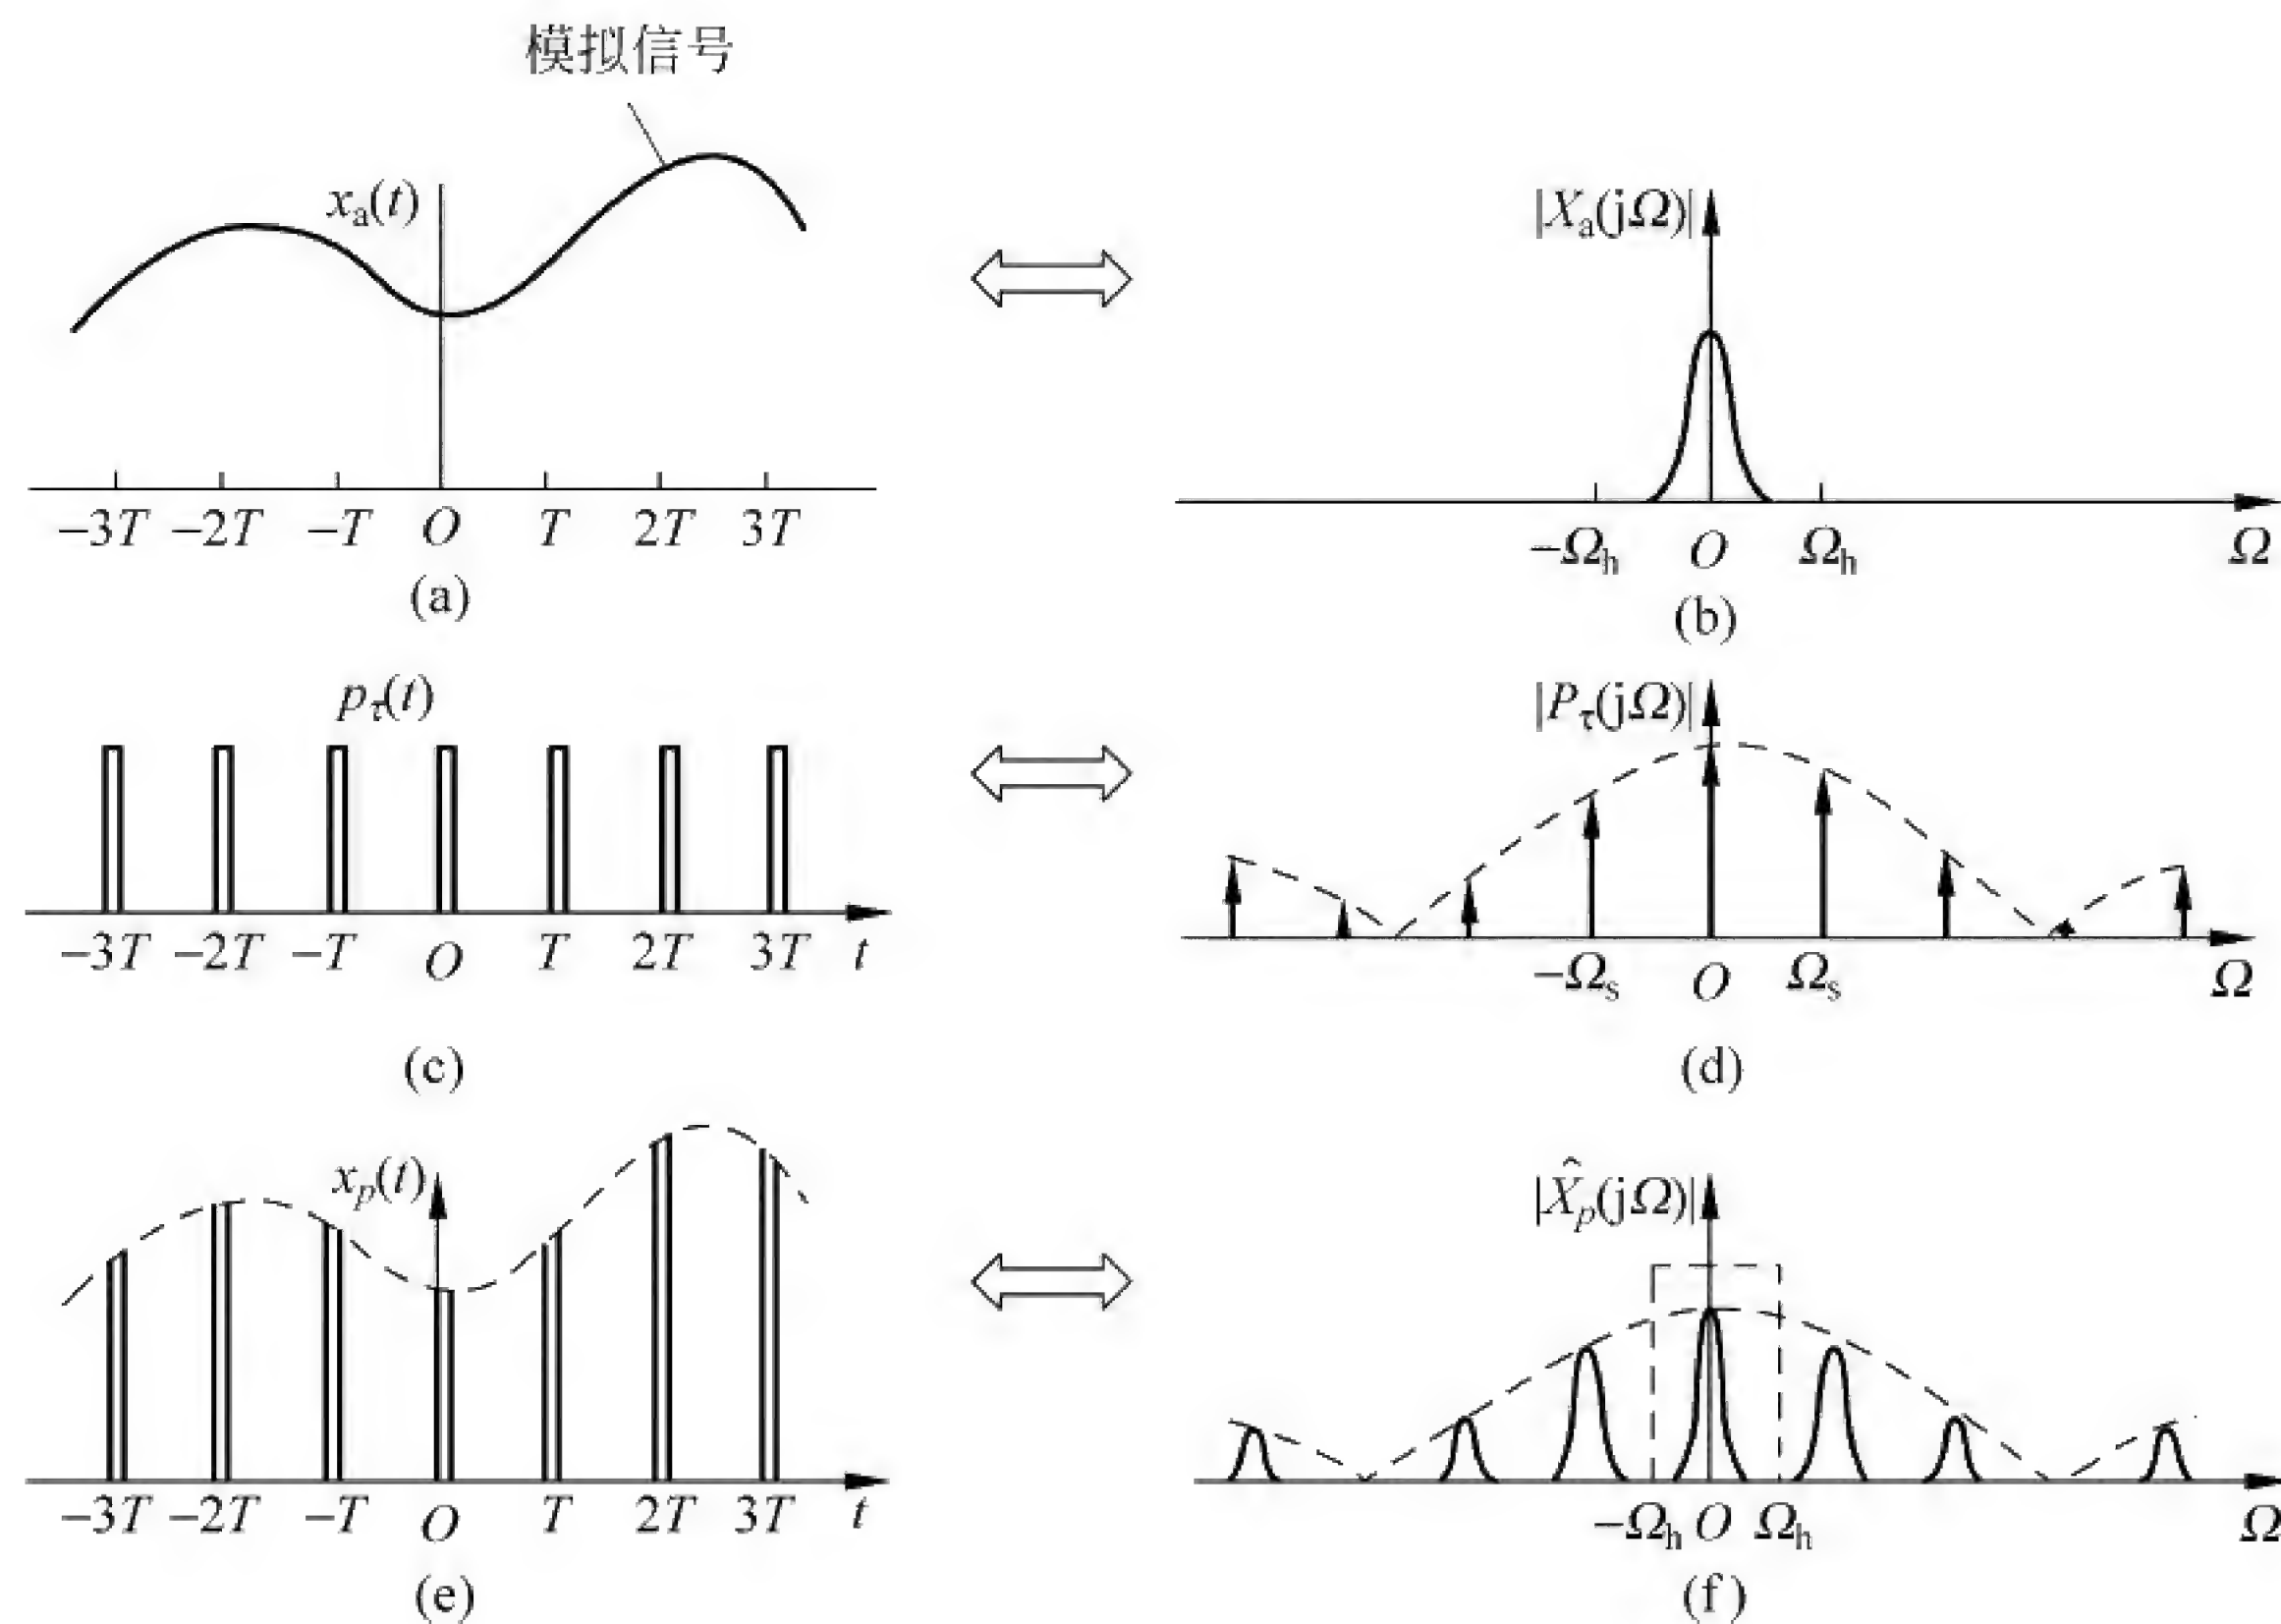 模拟信号
xa(t)
|Xa(jΩ)|
−3T −2T −T O T 2T 3T
(a)
−Ωh O Ωh Ω
(b)
pτ(t)
|Pτ(jΩ)|
−3T −2T −T O T 2T 3T t
(c)
−Ωs O Ωs Ω
(d)
xp(t)
|X̂p(jΩ)|
−3T −2T −T O T 2T 3T t
(e)
−Ωh O Ωh Ω
(f)